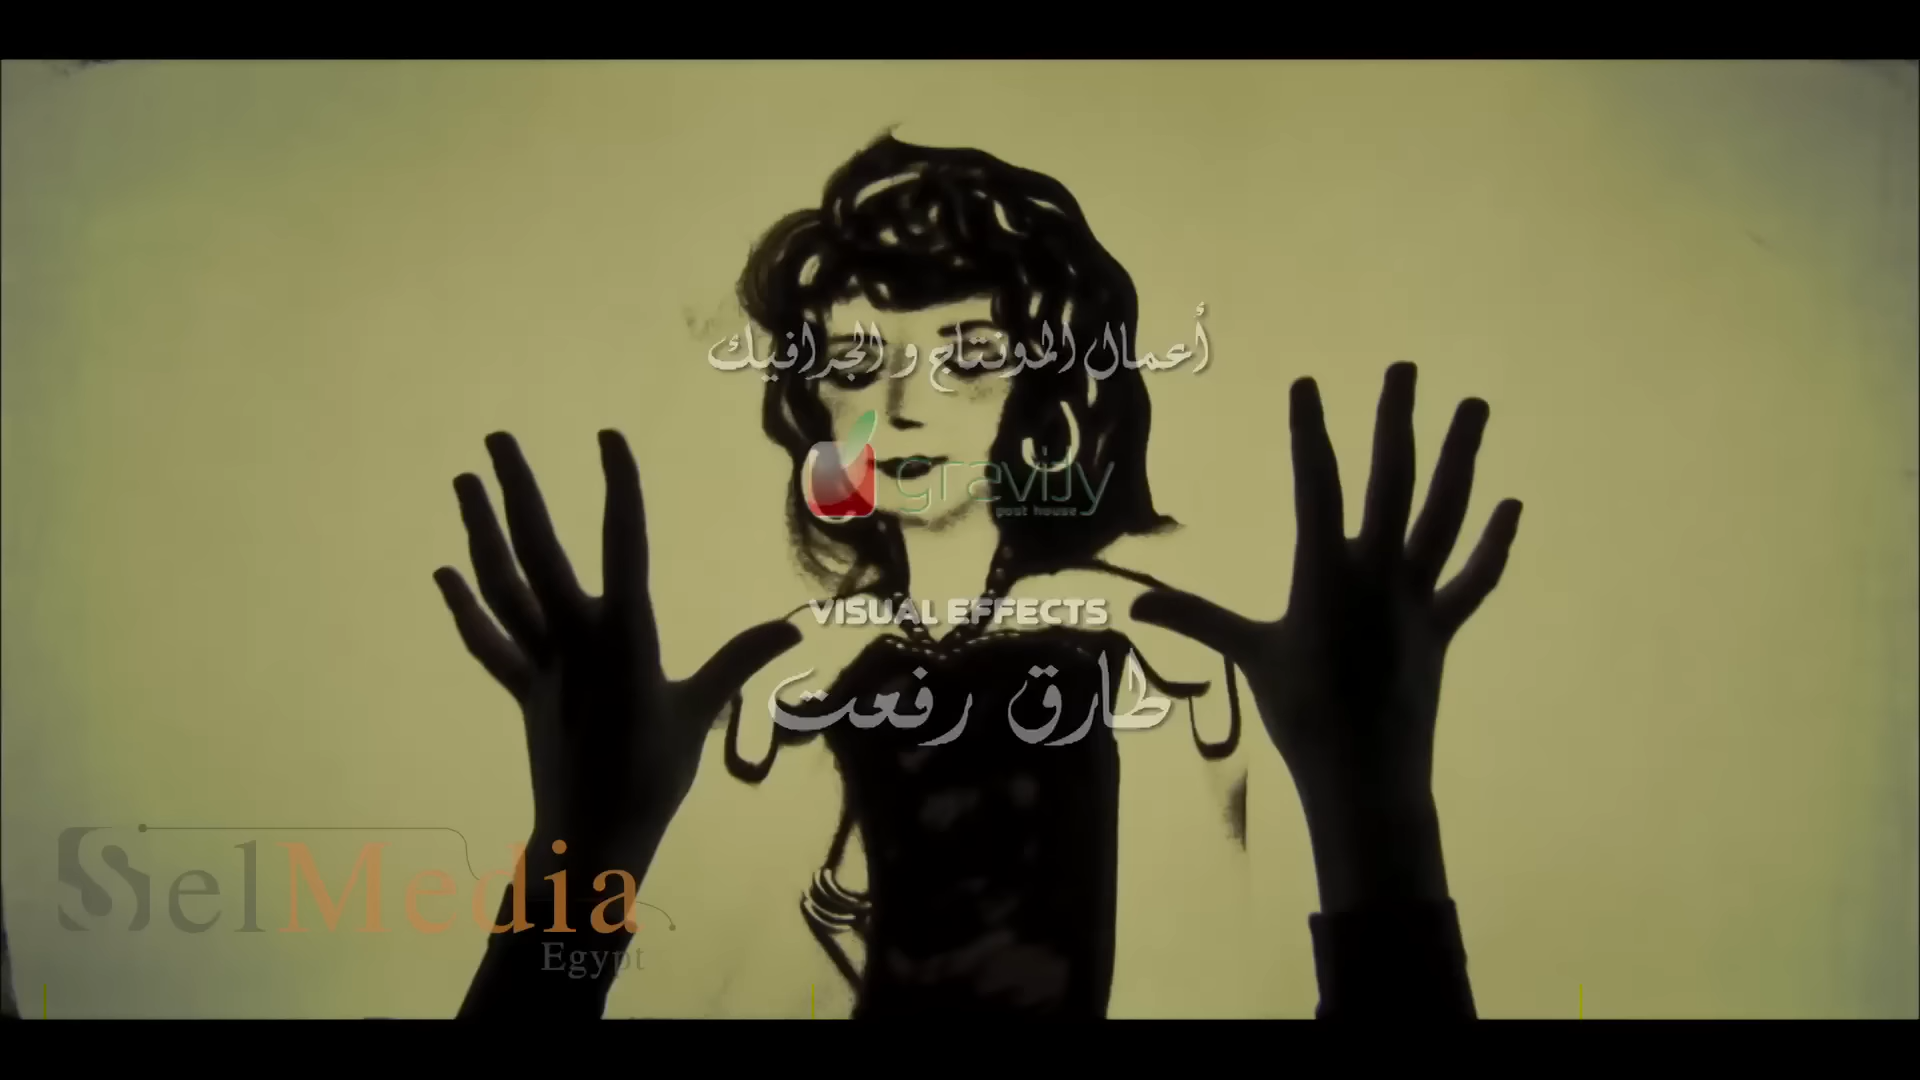 أعمال المونتاج و الجرافيك
gravity
post house
VISUAL EFFECTS
طارق رفعت
SelMedia
Egypt